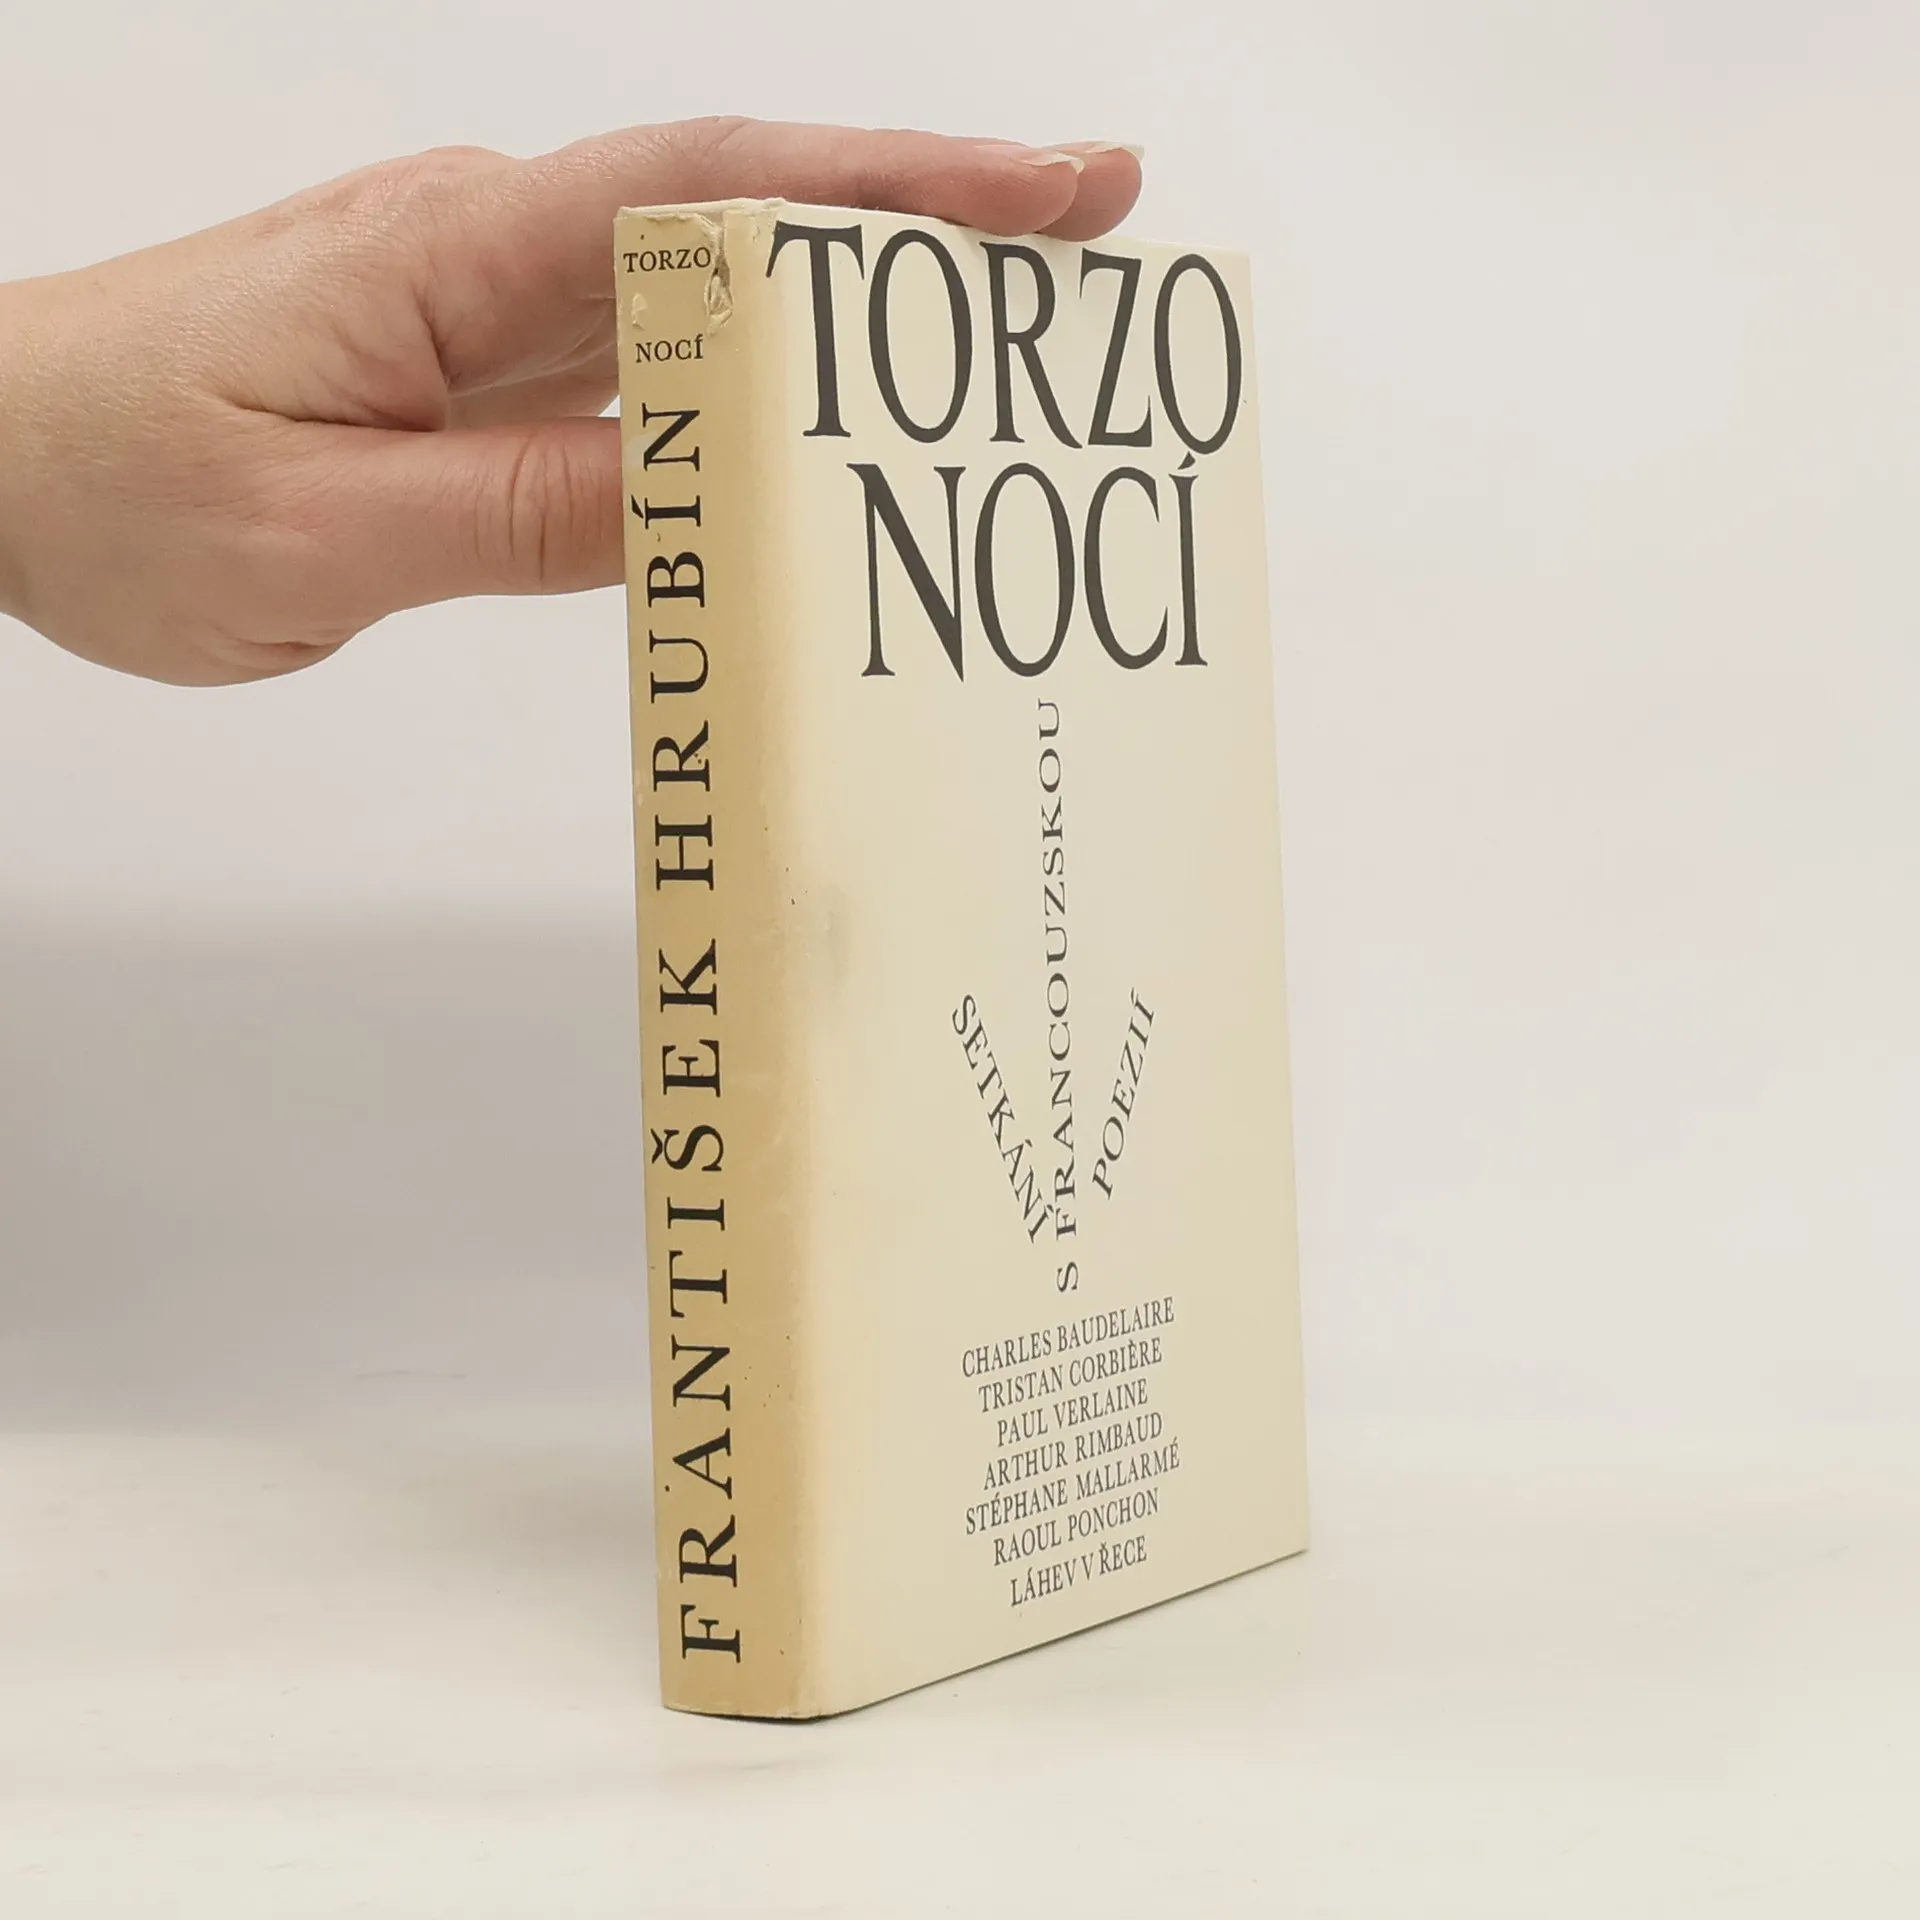 TORZO
NOCÍ
FRANTIŠEK HRUBÍN
TORZO
NOCÍ
SETKÁNÍ
S FRANCOUZSKOU
POEZIÍ
CHARLES BAUDELAIRE
TRISTAN CORBIÈRE
PAUL VERLAINE
ARTHUR RIMBAUD
STÉPHANE MALLARMÉ
RAOUL PONCHON
LÁHEV V ŘECE